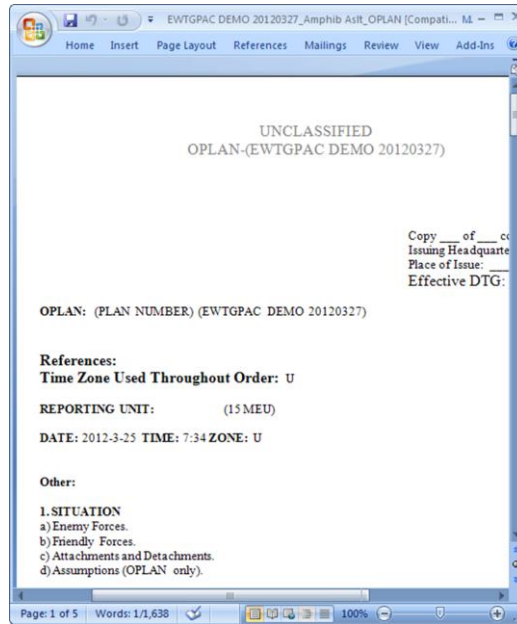 EWTGPAC DEMO 20120327_Amphib Aslt_OPLAN [Compati... M
Home Insert Page Layout References Mailings Review View Add-Ins
UNCLASSIFIED
OPLAN-(EWTGPAC DEMO 20120327)
Copy ___ of ___ co
Issuing Headquarte
Place of Issue: ___
Effective DTG:
OPLAN: (PLAN NUMBER) (EWTGPAC DEMO 20120327)
References:
Time Zone Used Throughout Order: U
REPORTING UNIT: (15 MEU)
DATE: 2012-3-25 TIME: 7:34 ZONE: U
Other:
1. SITUATION
a) Enemy Forces.
b) Friendly Forces.
c) Attachments and Detachments.
d) Assumptions (OPLAN only).
Page: 1 of 5 Words: 1/1,638 100%